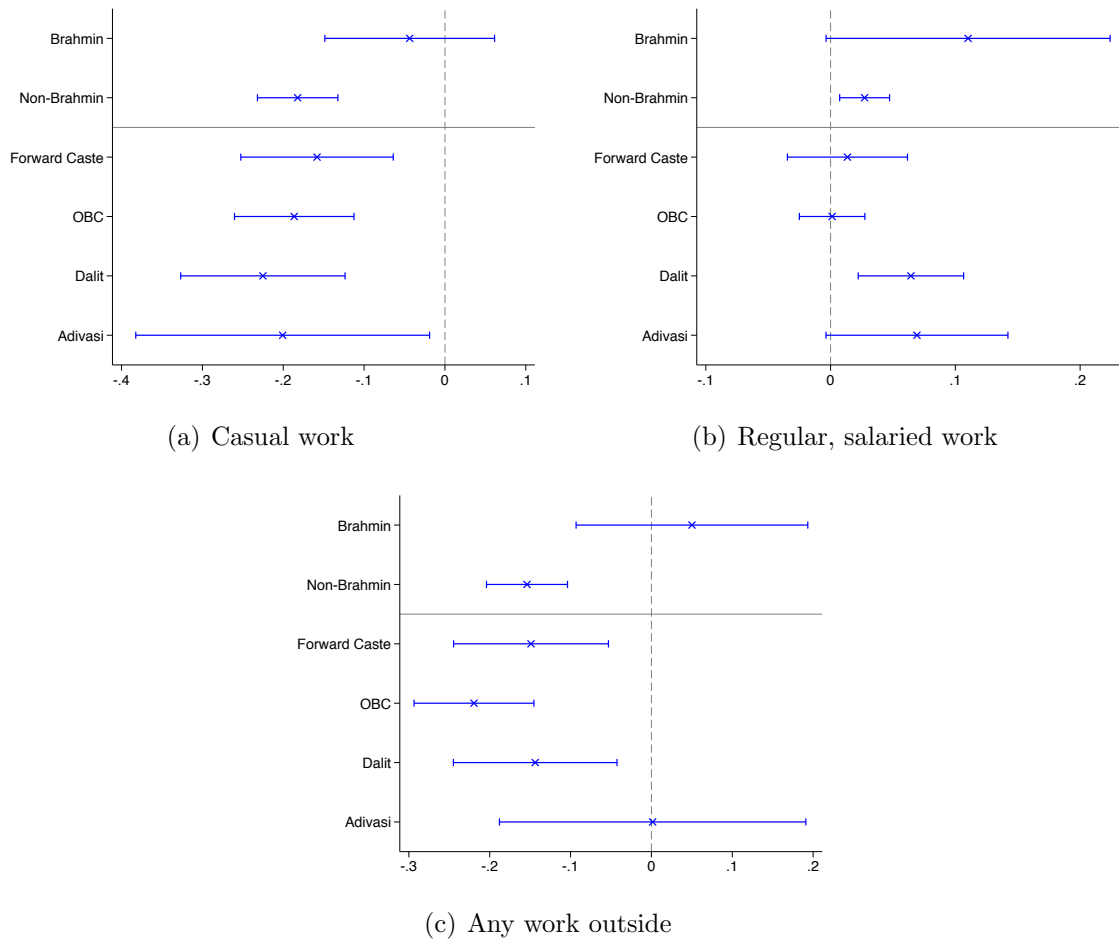 Brahmin
Non-Brahmin
Forward Caste
OBC
Dalit
Adivasi
-.4 -.3 -.2 -.1 0 .1
(a) Casual work
Brahmin
Non-Brahmin
Forward Caste
OBC
Dalit
Adivasi
-.1 0 .1 .2
(b) Regular, salaried work
Brahmin
Non-Brahmin
Forward Caste
OBC
Dalit
Adivasi
-.3 -.2 -.1 0 .1 .2
(c) Any work outside